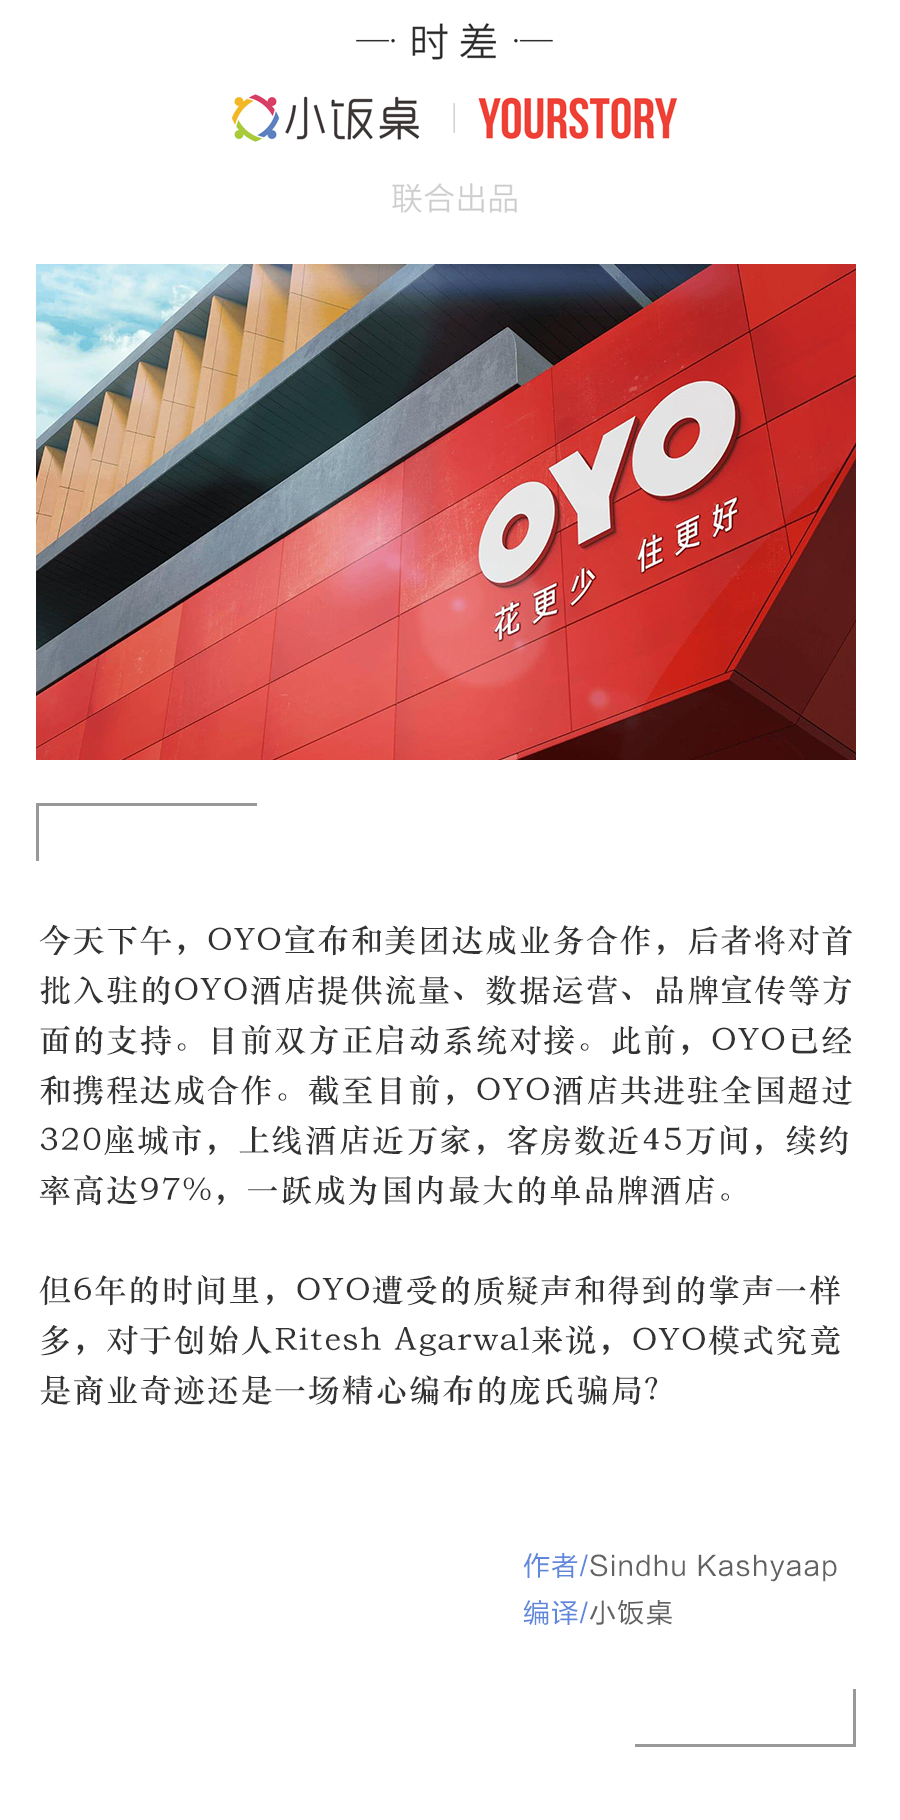 时差
小饭桌 | YOURSTORY
联合出品
OYO
花更少 住更好
今天下午，OYO宣布和美团达成业务合作，后者将对首
批入驻的OYO酒店提供流量、数据运营、品牌宣传等方
面的支持。目前双方正启动系统对接。此前，OYO已经
和携程达成合作。截至目前，OYO酒店共进驻全国超过
320座城市，上线酒店近万家，客房数近45万间，续约
率高达97%，一跃成为国内最大的单品牌酒店。
但6年的时间里，OYO遭受的质疑声和得到的掌声一样
多，对于创始人Ritesh Agarwal来说，OYO模式究竟
是商业奇迹还是一场精心编布的庞氏骗局？
作者/Sindhu Kashyaap
编译/小饭桌